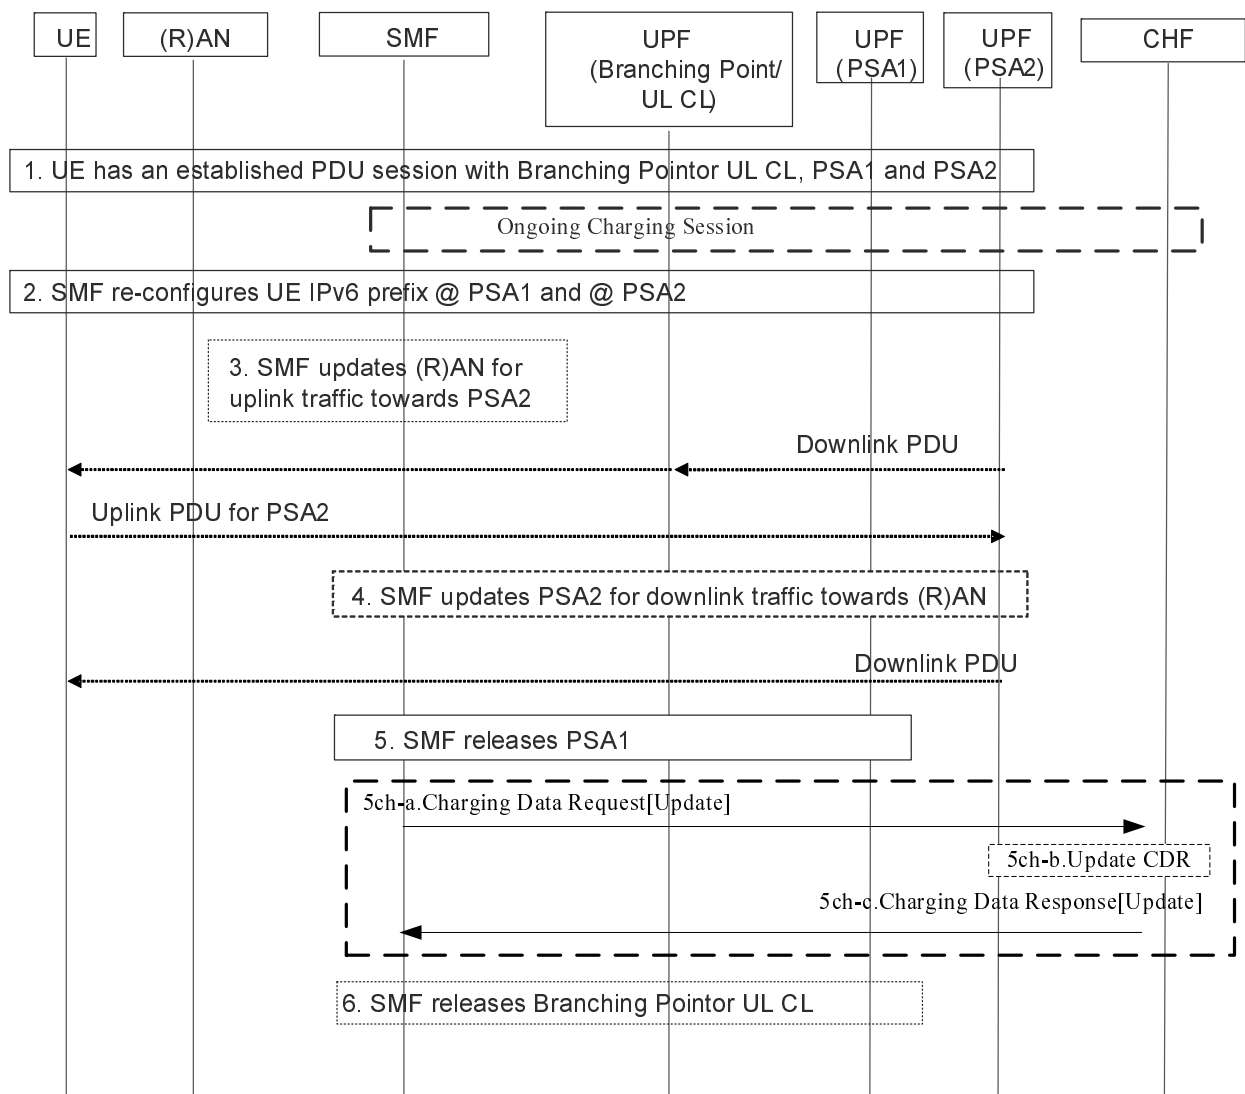 UE
(R)AN
SMF
UPF
(Branching Point/
UL CL)
UPF
(PSA1)
UPF
(PSA2)
CHF
1. UE has an established PDU session with Branching Pointor UL CL, PSA1 and PSA2
Ongoing Charging Session
2. SMF re-configures UE IPv6 prefix @ PSA1 and @ PSA2
3. SMF updates (R)AN for
uplink traffic towards PSA2
Downlink PDU
Uplink PDU for PSA2
4. SMF updates PSA2 for downlink traffic towards (R)AN
Downlink PDU
5. SMF releases PSA1
5ch-a.Charging Data Request[Update]
5ch-b.Update CDR
5ch-c.Charging Data Response[Update]
6. SMF releases Branching Pointor UL CL